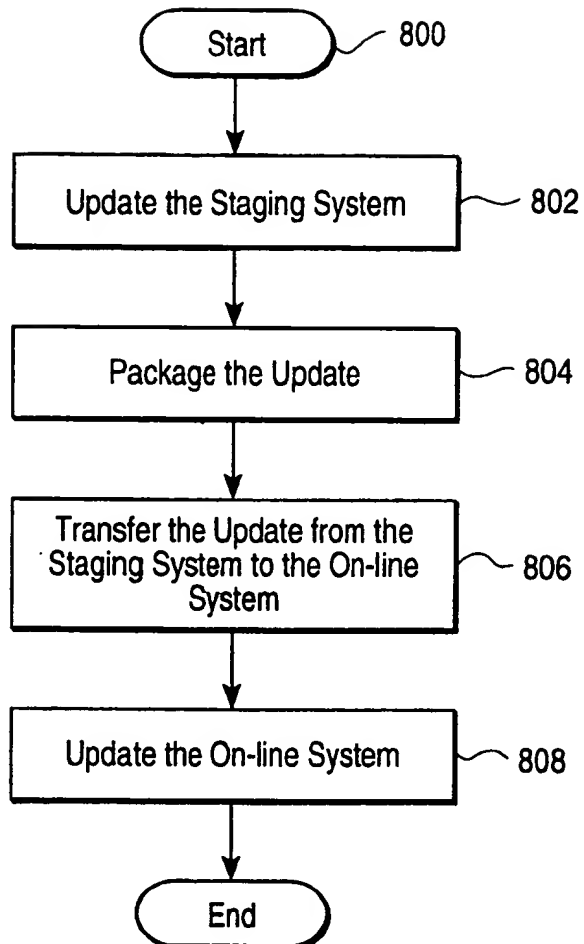 Start
800
Update the Staging System
802
Package the Update
804
Transfer the Update from the
Staging System to the On-line
System
806
Update the On-line System
808
End